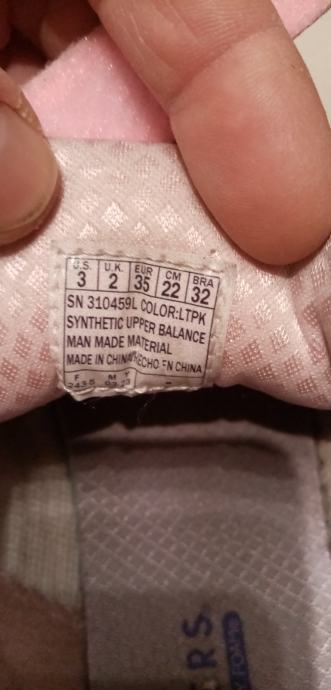 U.S. U.K. EUR CM BRA
3 2 35 22 32
SN 310459L COLOR:LTPK
SYNTHETIC UPPER BALANCE
MAN MADE MATERIAL
MADE IN CHINA/HECHO EN CHINA
F M
ERS